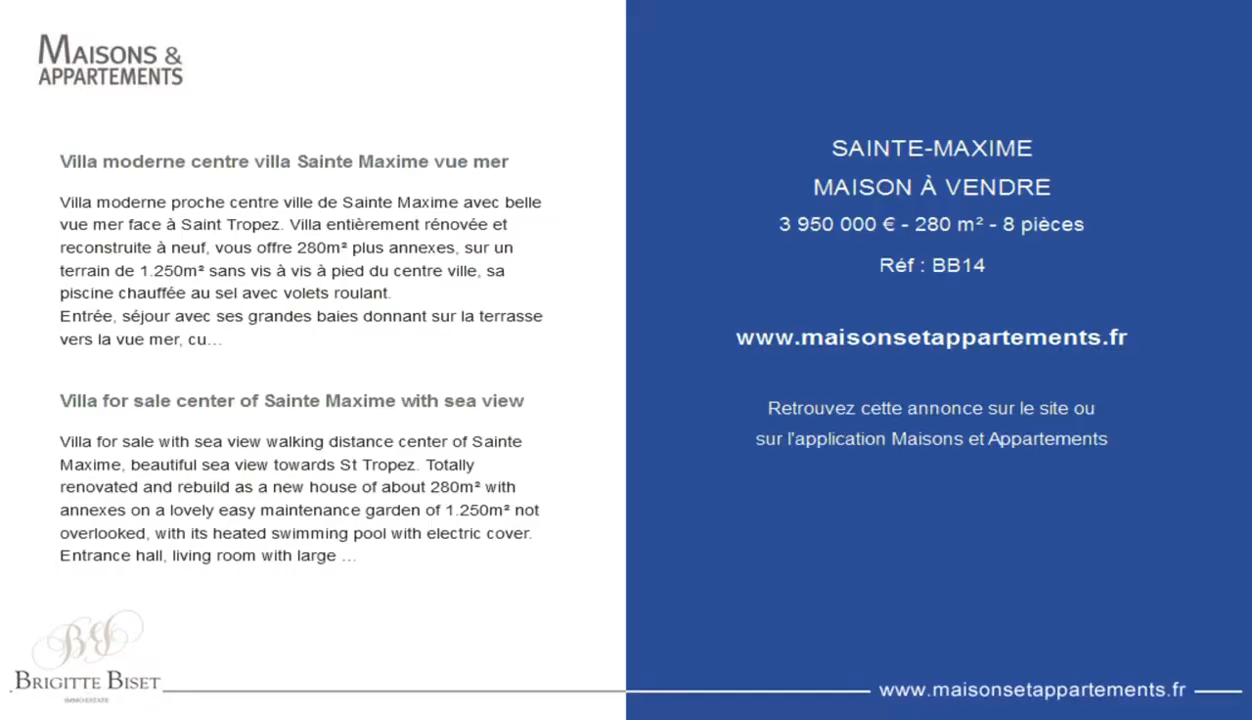 MAISONS &
APPARTEMENTS
Villa moderne centre villa Sainte Maxime vue mer
Villa moderne proche centre ville de Sainte Maxime avec belle
vue mer face à Saint Tropez. Villa entièrement rénovée et
reconstruite à neuf, vous offre 280m² plus annexes, sur un
terrain de 1.250m² sans vis à vis à pied du centre ville, sa
piscine chauffée au sel avec volets roulant.
Entrée, séjour avec ses grandes baies donnant sur la terrasse
vers la vue mer, cu...
Villa for sale center of Sainte Maxime with sea view
Villa for sale with sea view walking distance center of Sainte
Maxime, beautiful sea view towards St Tropez. Totally
renovated and rebuild as a new house of about 280m² with
annexes on a lovely easy maintenance garden of 1.250m² not
overlooked, with its heated swimming pool with electric cover.
Entrance hall, living room with large ...
BRIGITTE BISET
IMMO ESTATE
SAINTE-MAXIME
MAISON À VENDRE
3 950 000 € - 280 m² - 8 pièces
Réf : BB14
www.maisonsetappartements.fr
Retrouvez cette annonce sur le site ou
sur l'application Maisons et Appartements
www.maisonsetappartements.fr